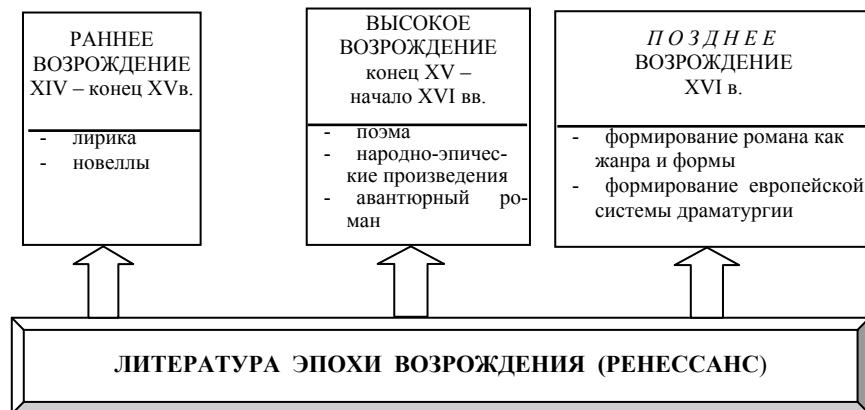 РАННЕЕ
ВОЗРОЖДЕНИЕ
XIV – конец XVв.
- лирика
- новеллы
ВЫСОКОЕ
ВОЗРОЖДЕНИЕ
конец XV –
начало XVI вв.
- поэма
- народно-эпичес-
кие произведения
- авантюрный ро-
ман
ПОЗДНЕЕ
ВОЗРОЖДЕНИЕ
XVI в.
- формирование романа как
жанра и формы
- формирование европейской
системы драматургии
ЛИТЕРАТУРА ЭПОХИ ВОЗРОЖДЕНИЯ (РЕНЕССАНС)